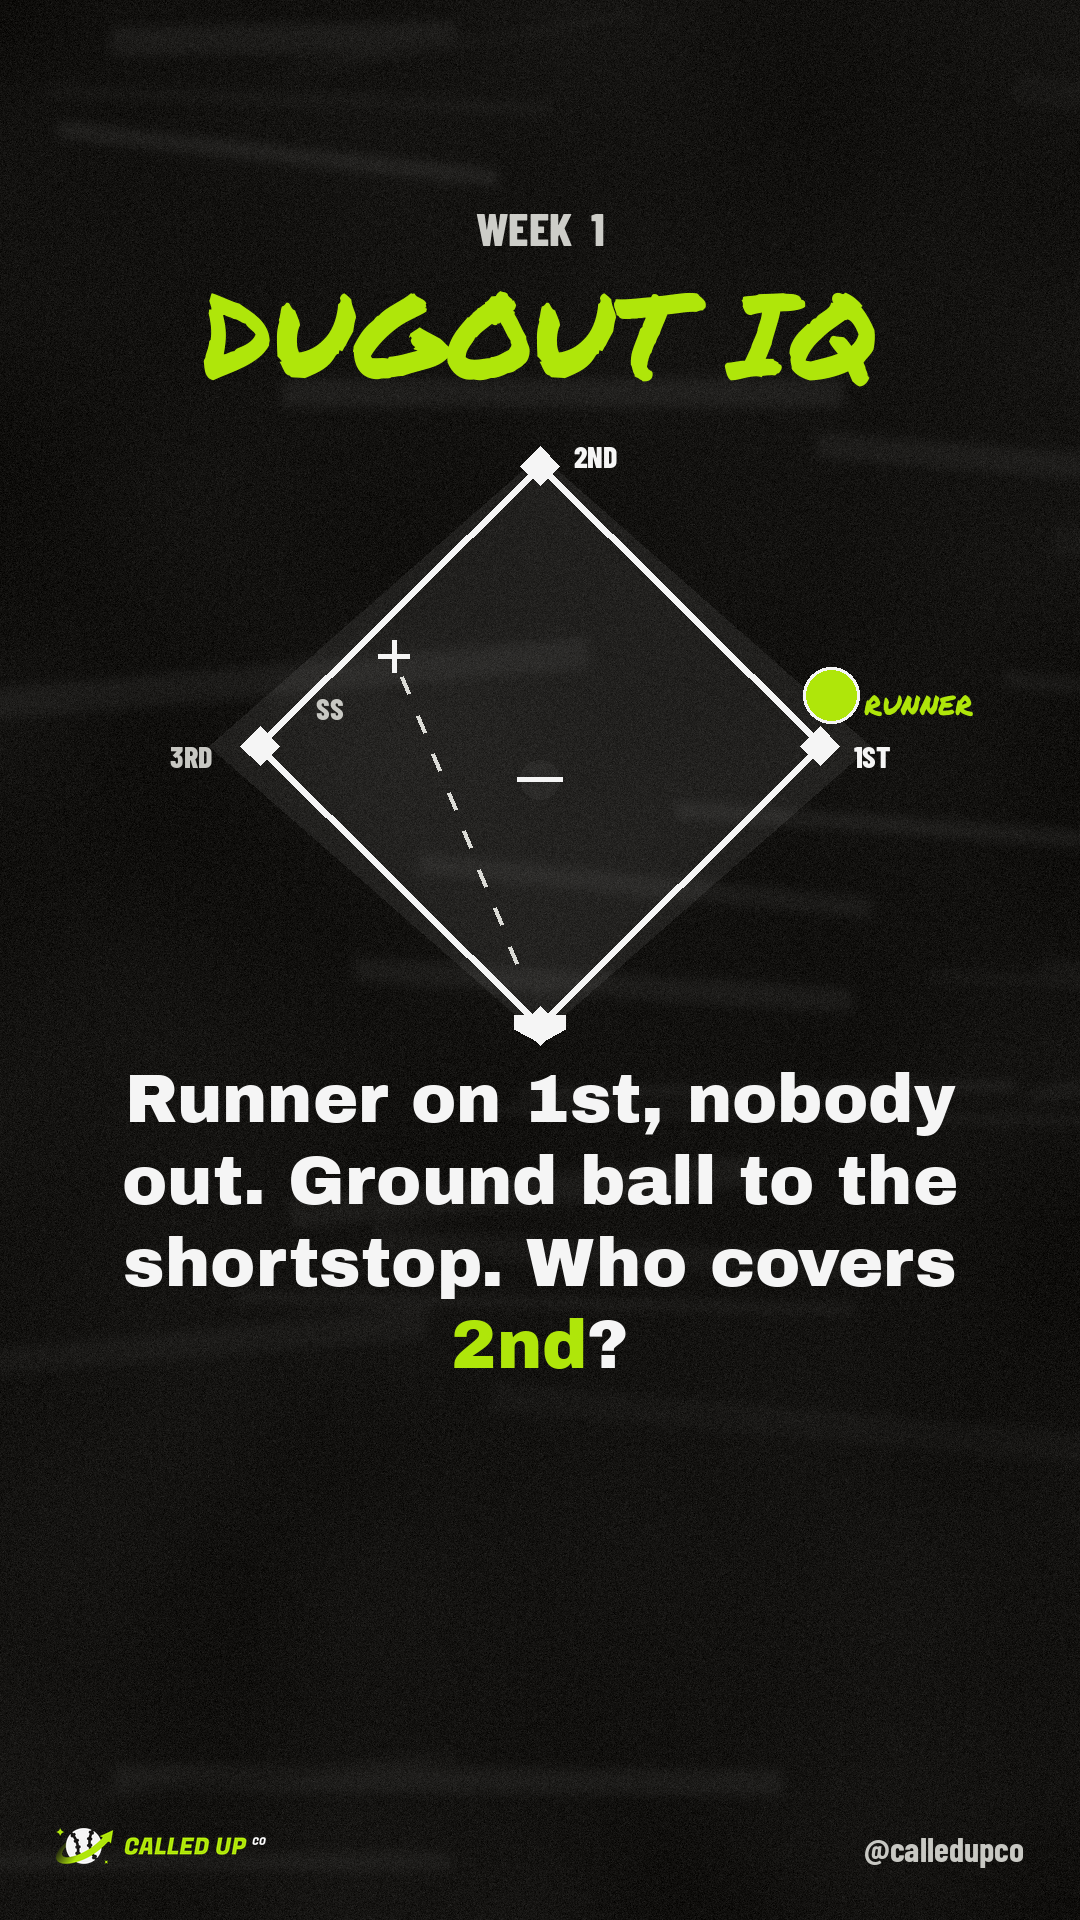 WEEK 1
DUGOUT IQ
2ND
SS
RUNNER
3RD
1ST
Runner on 1st, nobody
out. Ground ball to the
shortstop. Who covers
2nd?
CALLED UP CO
@calledupco